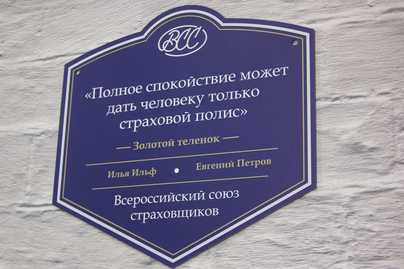 ВСС
«Полное спокойствие может
дать человеку только
страховой полис»
Золотой теленок
Илья Ильф • Евгений Петров
Всероссийский союз
страховщиков